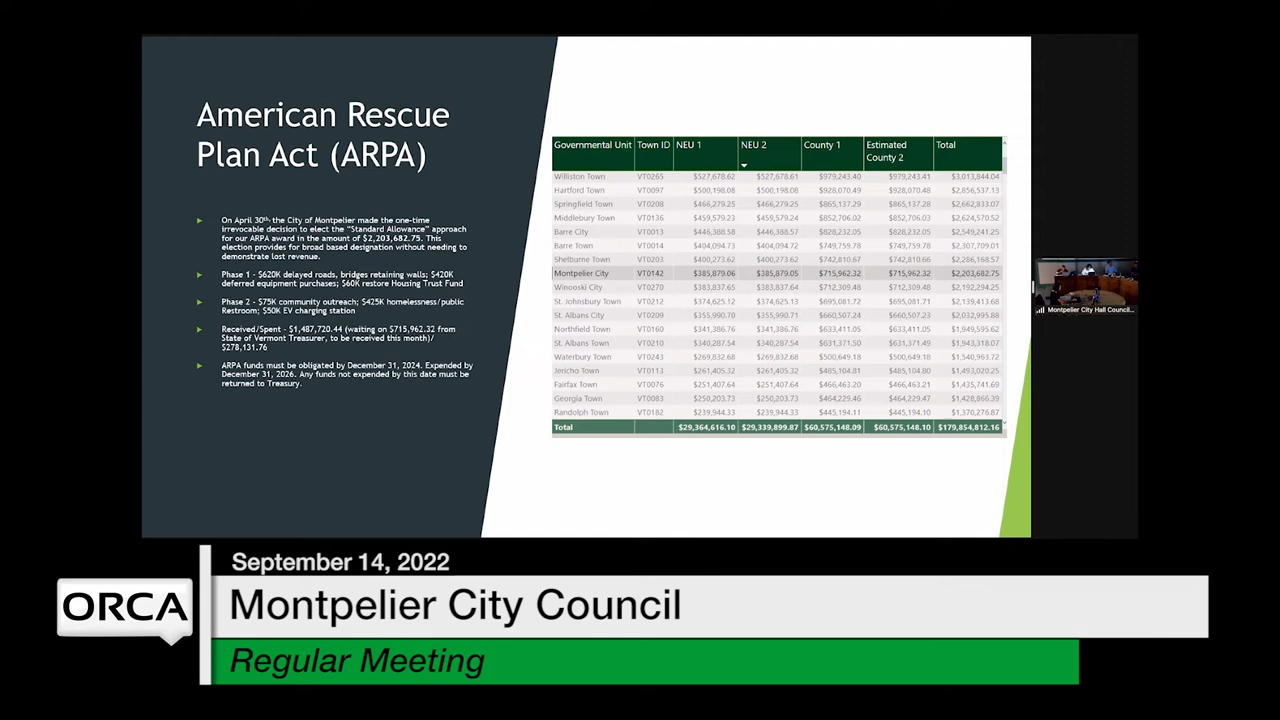 American Rescue
Plan Act (ARPA)
On April 30th, the City of Montpelier made the one-time
irrevocable decision to elect the "Standard Allowance" approach
for our ARPA award in the amount of $2,203,682.75. This
election provides for broad based designation without needing to
demonstrate lost revenue.
Phase 1 - $620K delayed roads, bridges retaining walls; $420K
deferred equipment purchases; $60K restore Housing Trust Fund
Phase 2 - $75K community outreach; $425K homelessness/public
Restroom; $50K EV charging station
Received/Spent - $1,487,720.44 (waiting on $715,962.32 from
State of Vermont Treasurer, to be received this month)/
$278,131.76
ARPA funds must be obligated by December 31, 2024. Expended by
December 31, 2026. Any funds not expended by this date must be
returned to Treasury.
Governmental Unit Town ID NEU 1 NEU 2 County 1 Estimated County 2 Total
Williston Town VT0265 $527,678.62 $527,678.61 $979,243.40 $979,243.41 $3,013,844.04
Hartford Town VT0097 $500,198.08 $500,198.08 $928,070.49 $928,070.48 $2,856,537.13
Springfield Town VT0208 $466,279.25 $466,279.25 $865,137.29 $865,137.28 $2,662,833.07
Middlebury Town VT0136 $459,579.23 $459,579.24 $852,706.02 $852,706.03 $2,624,570.52
Barre City VT0013 $446,388.58 $446,388.57 $828,232.05 $828,232.05 $2,549,241.25
Barre Town VT0014 $404,094.73 $404,094.72 $749,759.78 $749,759.78 $2,307,709.01
Shelburne Town VT0203 $400,273.62 $400,273.62 $742,810.67 $742,810.66 $2,286,168.57
Montpelier City VT0142 $385,879.06 $385,879.05 $715,962.32 $715,962.32 $2,203,682.75
Winooski City VT0270 $383,837.65 $383,837.64 $712,309.48 $712,309.48 $2,192,294.25
St. Johnsbury Town VT0212 $374,625.12 $374,625.13 $695,081.72 $695,081.71 $2,139,413.68
St. Albans City VT0209 $355,990.70 $355,990.71 $660,507.24 $660,507.23 $2,032,995.88
Northfield Town VT0160 $341,386.76 $341,386.76 $633,411.05 $633,411.05 $1,949,595.62
St. Albans Town VT0210 $340,287.54 $340,287.54 $631,371.50 $631,371.49 $1,943,318.07
Waterbury Town VT0243 $269,832.68 $269,832.68 $500,649.18 $500,649.18 $1,540,963.72
Jericho Town VT0113 $261,405.32 $261,405.32 $485,104.81 $485,104.80 $1,493,020.25
Fairfax Town VT0076 $251,407.64 $251,407.64 $466,463.20 $466,463.21 $1,435,741.69
Georgia Town VT0083 $250,203.73 $250,203.73 $464,229.46 $464,229.47 $1,428,866.39
Randolph Town VT0182 $239,944.33 $239,944.33 $445,194.11 $445,194.10 $1,370,276.87
Total $29,364,616.10 $29,339,899.87 $60,575,148.09 $60,575,148.10 $179,854,812.16
Montpelier City Hall Council...
September 14, 2022
ORCA
Montpelier City Council
Regular Meeting